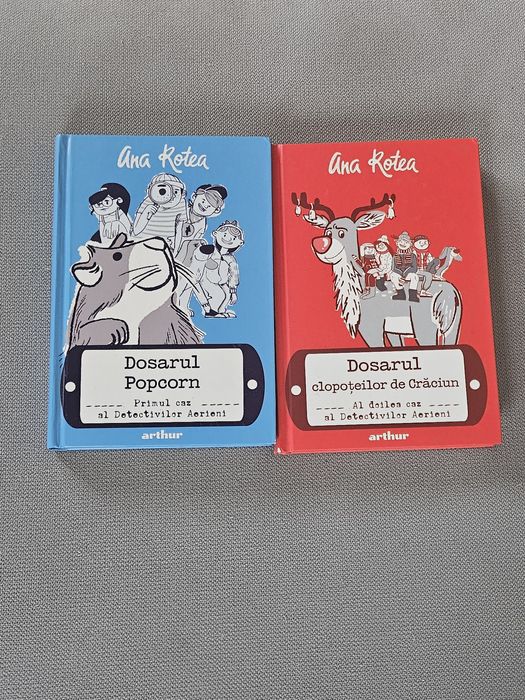 Ana Rotea
Dosarul
Popcorn
Primul caz
al Detectivilor Aerieni
arthur
Ana Rotea
Dosarul
clopoțeilor de Crăciun
Al doilea caz
al Detectivilor Aerieni
arthur